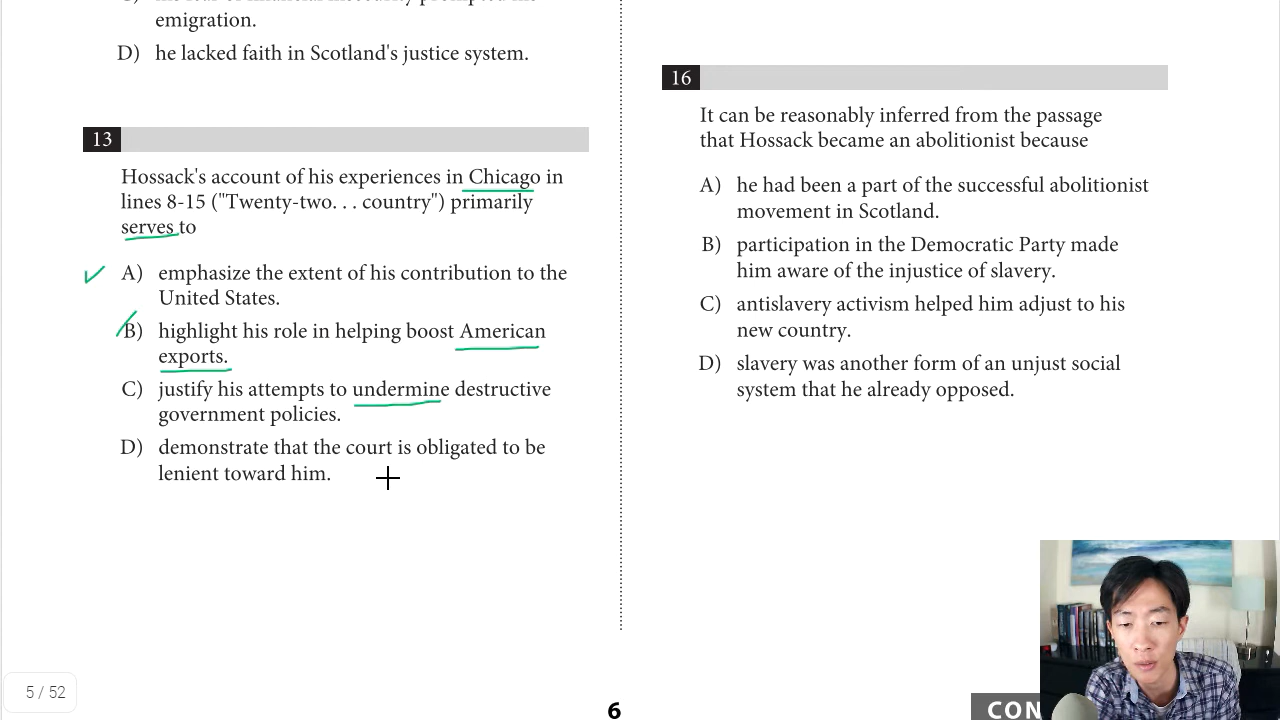 emigration.
D) he lacked faith in Scotland's justice system.
13
Hossack's account of his experiences in Chicago in
lines 8-15 ("Twenty-two. . . country") primarily
serves to
A) emphasize the extent of his contribution to the
United States.
B) highlight his role in helping boost American
exports.
C) justify his attempts to undermine destructive
government policies.
D) demonstrate that the court is obligated to be
lenient toward him.
16
It can be reasonably inferred from the passage
that Hossack became an abolitionist because
A) he had been a part of the successful abolitionist
movement in Scotland.
B) participation in the Democratic Party made
him aware of the injustice of slavery.
C) antislavery activism helped him adjust to his
new country.
D) slavery was another form of an unjust social
system that he already opposed.
5 / 52
6
CON